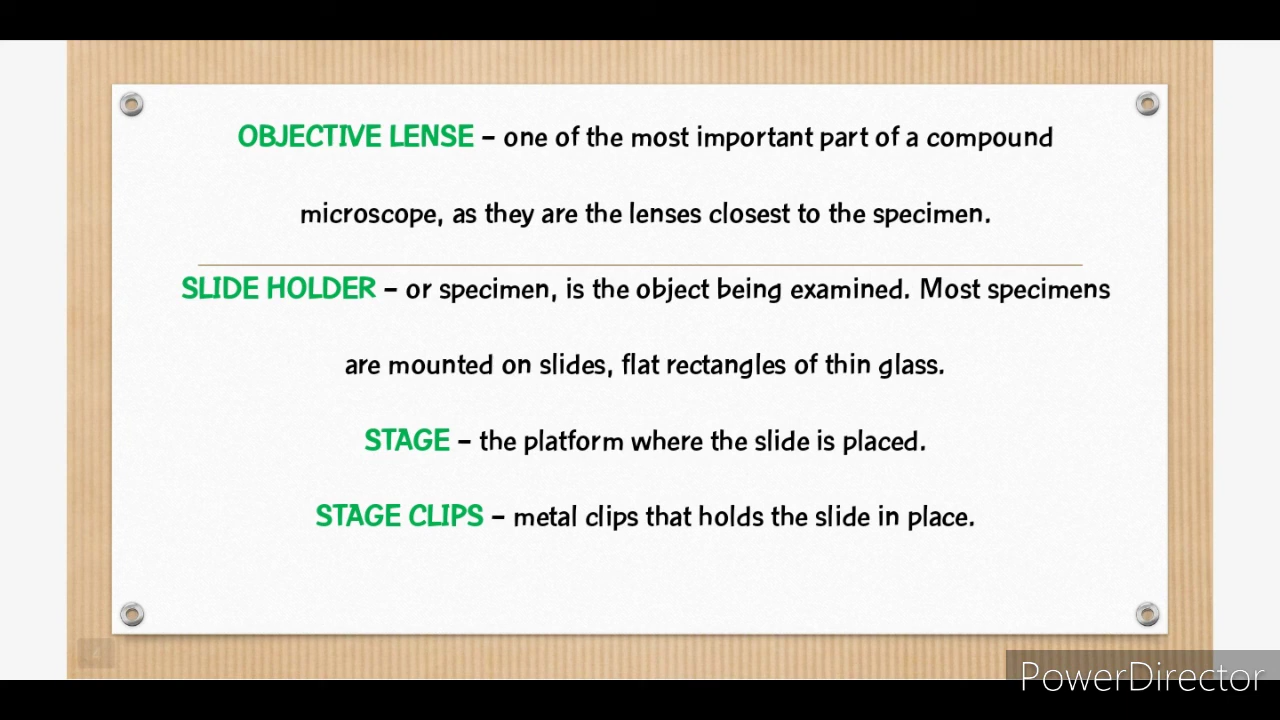 OBJECTIVE LENSE – one of the most important part of a compound
microscope, as they are the lenses closest to the specimen.
SLIDE HOLDER – or specimen, is the object being examined. Most specimens
are mounted on slides, flat rectangles of thin glass.
STAGE – the platform where the slide is placed.
STAGE CLIPS – metal clips that holds the slide in place.
PowerDirector